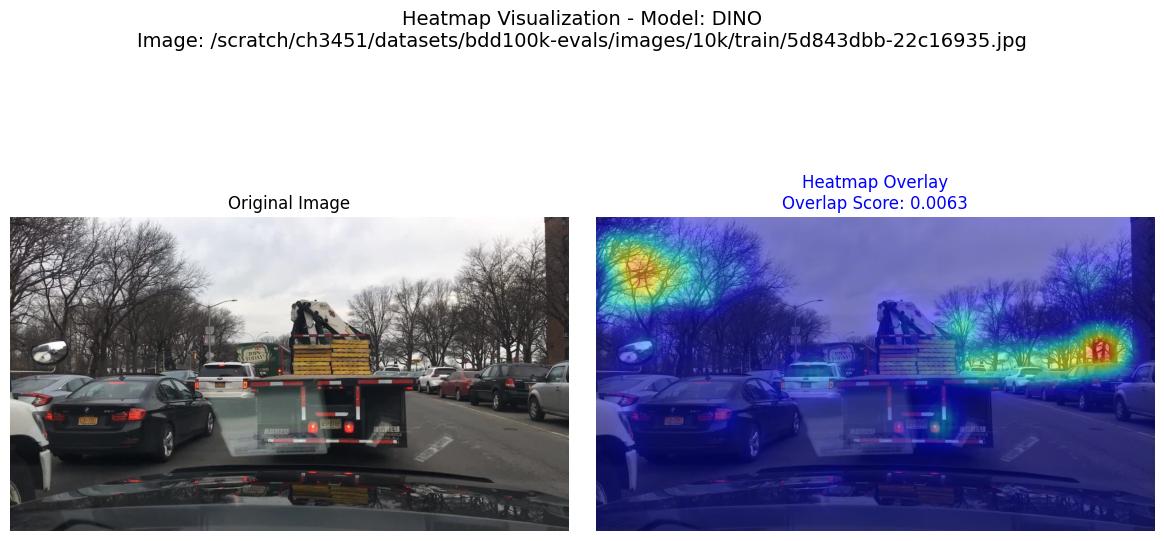 Heatmap Visualization - Model: DINO
Image: /scratch/ch3451/datasets/bdd100k-evals/images/10k/train/5d843dbb-22c16935.jpg
Original Image
Heatmap Overlay
Overlap Score: 0.0063